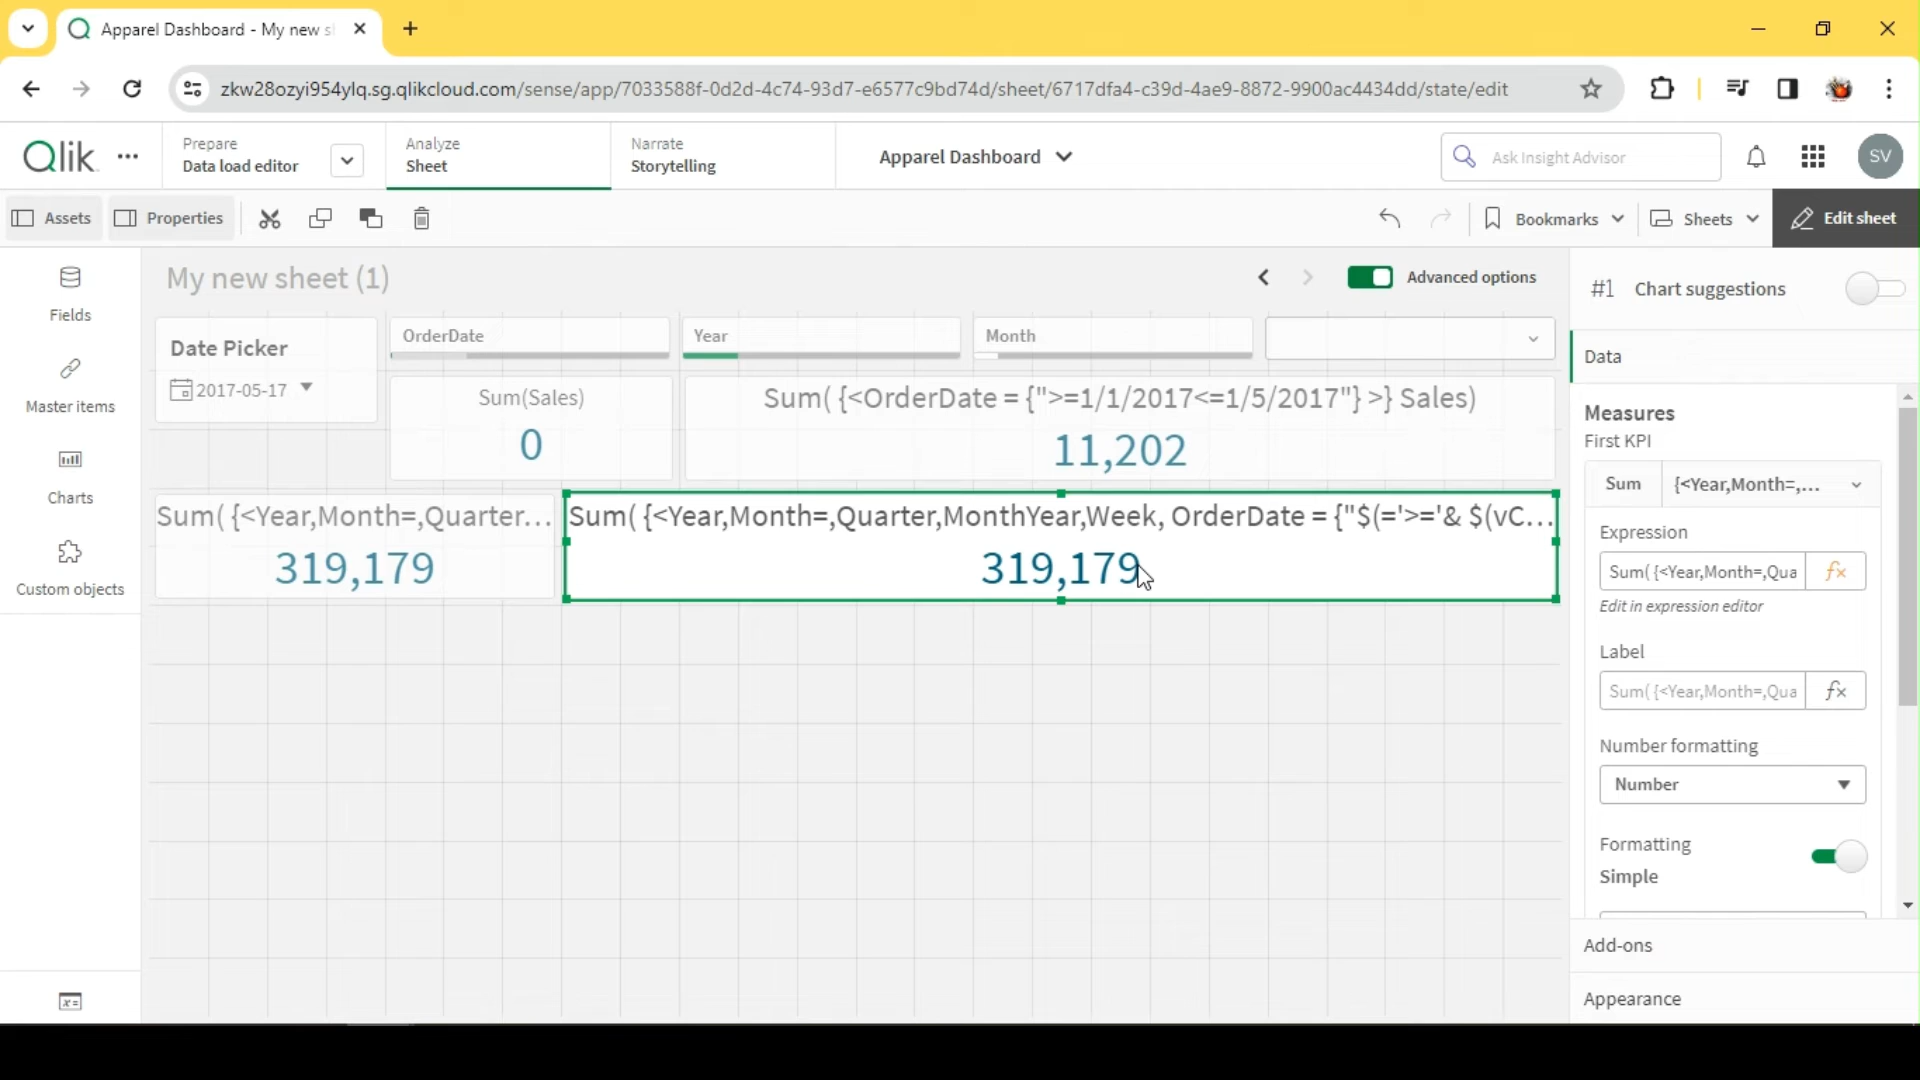 Apparel Dashboard - My new s
zkw28ozyi954ylq.sg.qlikcloud.com/sense/app/7033588f-0d2d-4c74-93d7-e6577c9bd74d/sheet/6717dfa4-c39d-4ae9-8872-9900ac4434dd/state/edit
Qlik
Prepare
Data load editor
Analyze
Sheet
Narrate
Storytelling
Apparel Dashboard
Ask Insight Advisor
SV
Assets
Properties
Bookmarks
Sheets
Edit sheet
Fields
Master items
Charts
Custom objects
My new sheet (1)
Advanced options
Date Picker
2017-05-17
OrderDate
Year
Month
Sum(Sales)
0
Sum( {<OrderDate = {">=1/1/2017<=1/5/2017"} >} Sales)
11,202
Sum( {<Year,Month=,Quarter...
319,179
Sum( {<Year,Month=,Quarter,MonthYear,Week, OrderDate = {"$(='>='& $(vC...
319,179
#1 Chart suggestions
Data
Measures
First KPI
Sum {<Year,Month=,...
Expression
Sum( {<Year,Month=,Qua
fx
Edit in expression editor
Label
Sum( {<Year,Month=,Qua
fx
Number formatting
Number
Formatting
Simple
Add-ons
Appearance
x=